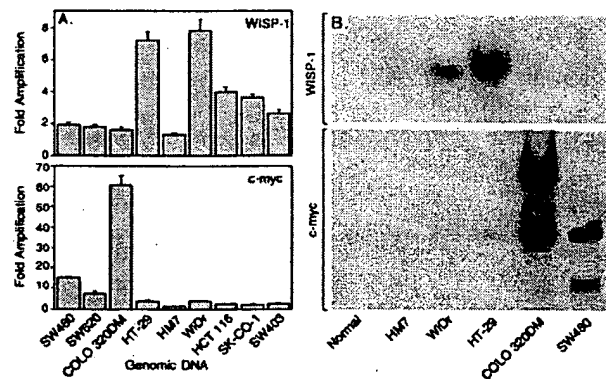 A.
WISP-1
Fold Amplification
8
6
4
2
0
c-myc
Fold Amplification
70
60
50
40
30
20
10
0
SW480
SW620
COLO 320DM
HT-29
HM7
WiDr
HCT 116
SK-CO-1
SW403
Genomic DNA
B.
WISP-1
c-myc
Normal
HM7
WiDr
HT-29
COLO 320DM
SW480